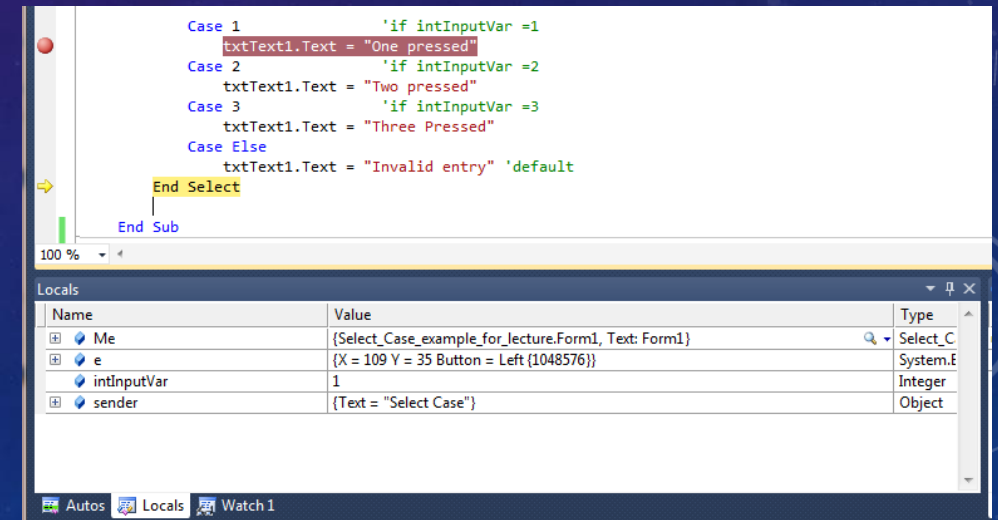 Case 1 'if intInputVar =1
txtText1.Text = "One pressed"
Case 2 'if intInputVar =2
txtText1.Text = "Two pressed"
Case 3 'if intInputVar =3
txtText1.Text = "Three Pressed"
Case Else
txtText1.Text = "Invalid entry" 'default
End Select
End Sub
100 %
Locals
Name Value Type
Me {Select_Case_example_for_lecture.Form1, Text: Form1} Select_C
e {X = 109 Y = 35 Button = Left {1048576}} System.E
intInputVar 1 Integer
sender {Text = "Select Case"} Object
Autos Locals Watch 1